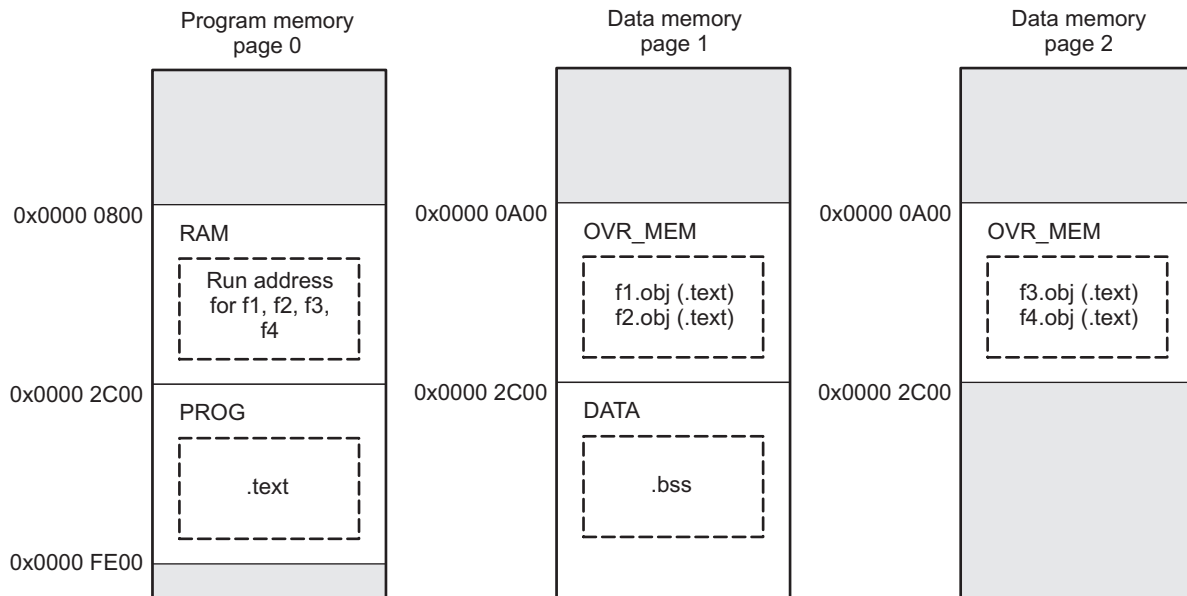 Program memory
page 0
Data memory
page 1
Data memory
page 2
0x0000 0800
RAM
Run address
for f1, f2, f3,
f4
0x0000 2C00
PROG
.text
0x0000 FE00
0x0000 0A00
OVR_MEM
f1.obj (.text)
f2.obj (.text)
0x0000 2C00
DATA
.bss
0x0000 0A00
OVR_MEM
f3.obj (.text)
f4.obj (.text)
0x0000 2C00